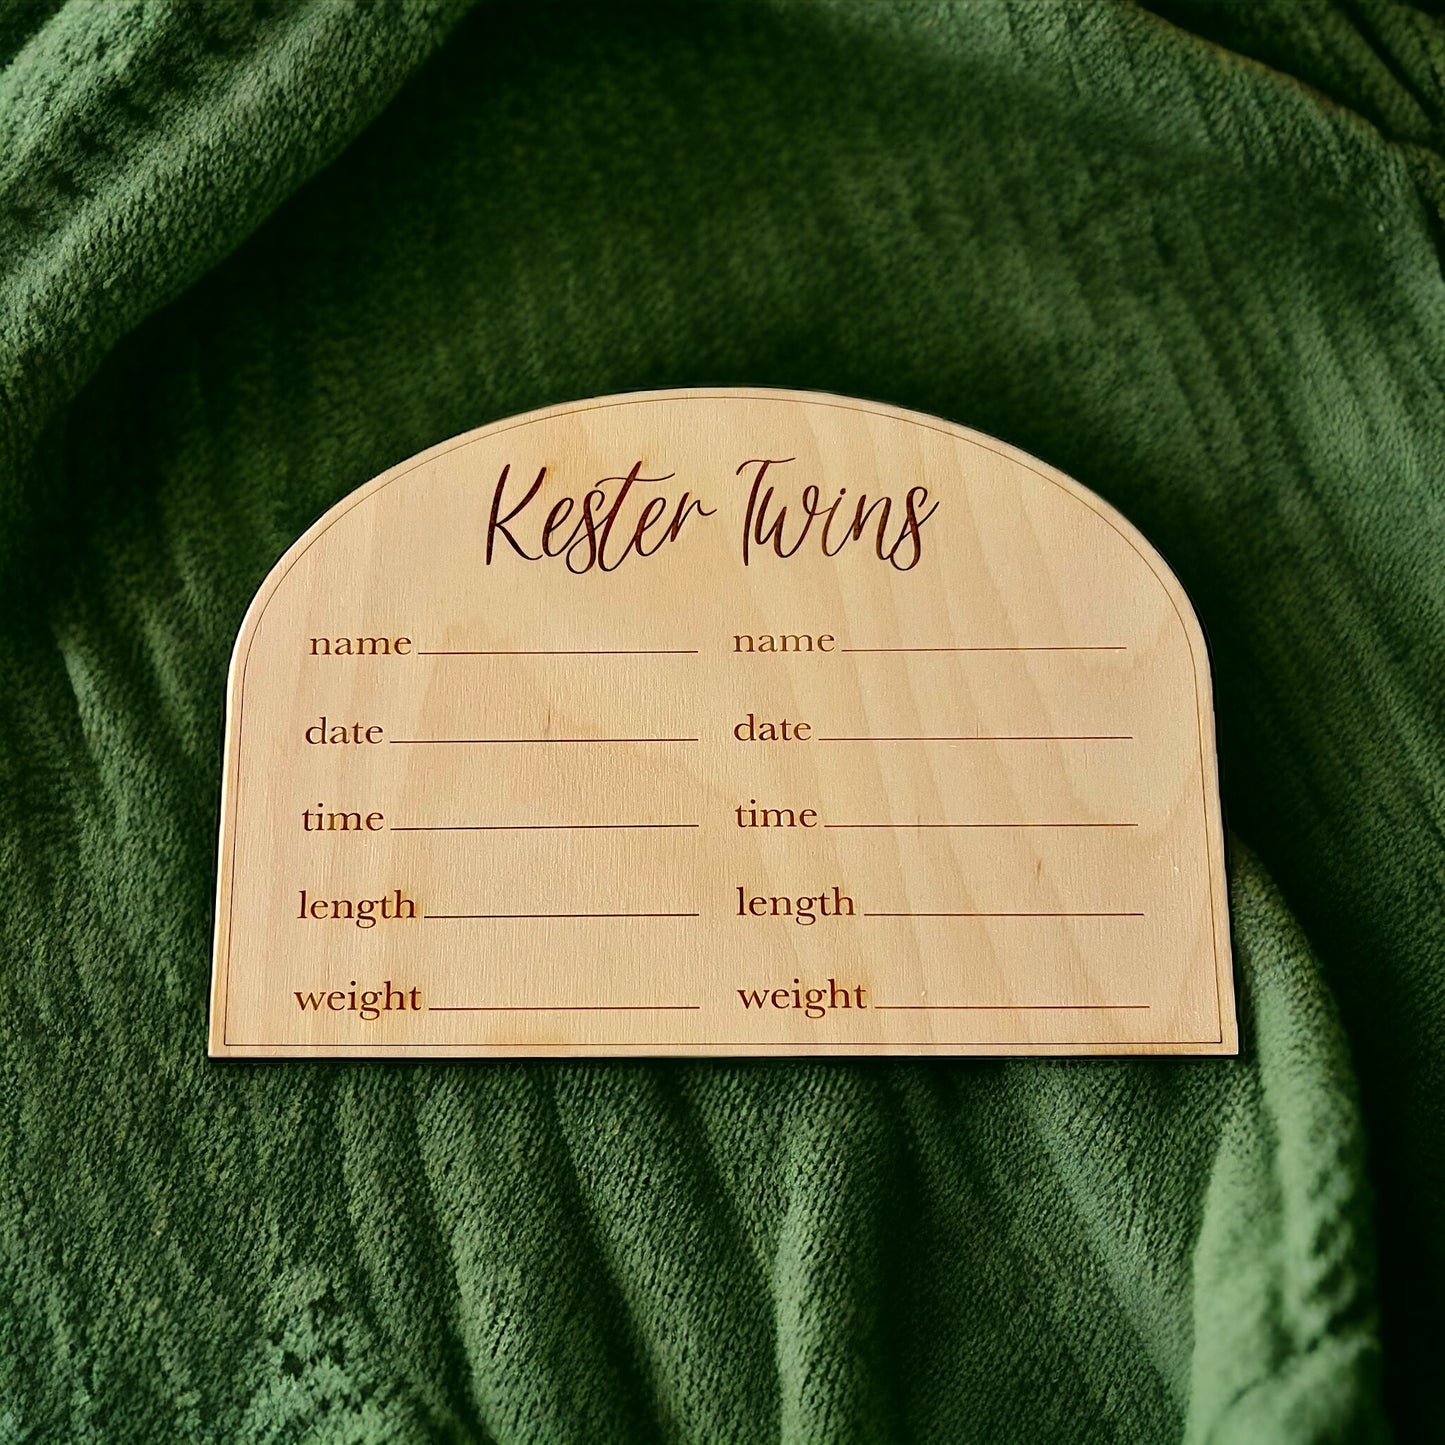 Kester Twins
name name
date date
time time
length length
weight weight